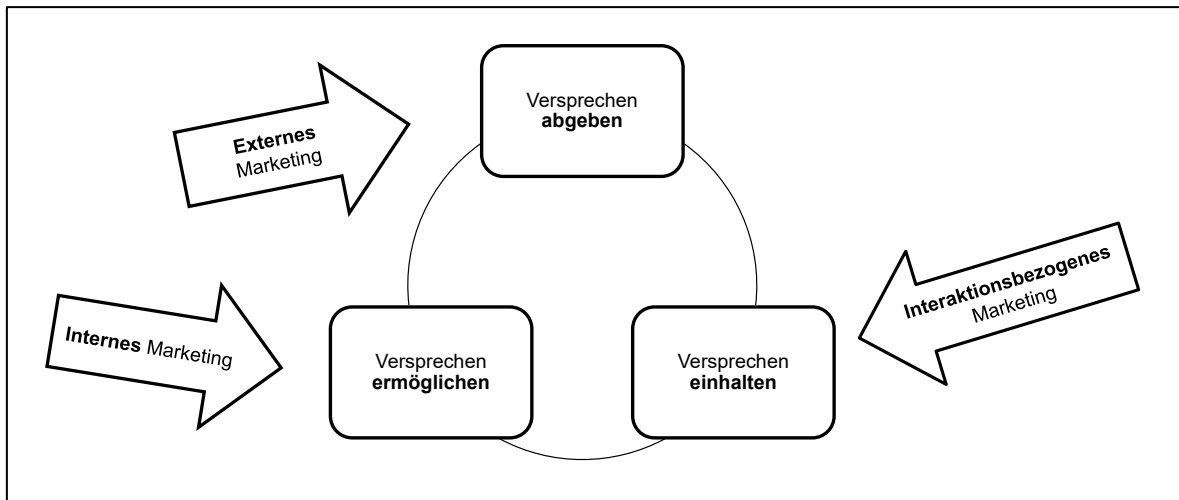 Versprechen
abgeben
Externes
Marketing
Interaktionsbezogenes
Marketing
Internes Marketing
Versprechen
ermöglichen
Versprechen
einhalten